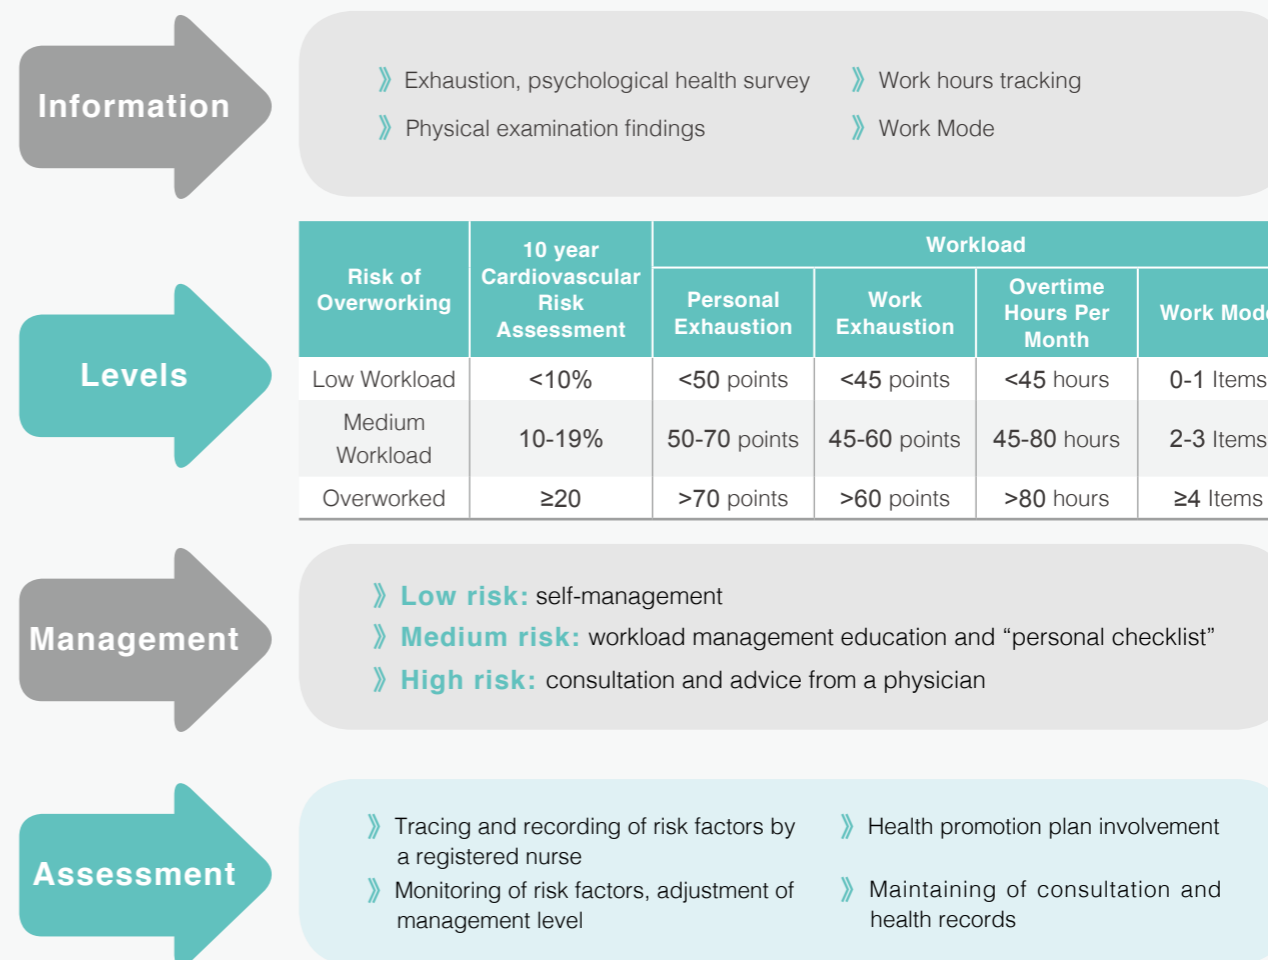 Information
》 Exhaustion, psychological health survey 》 Work hours tracking
》 Physical examination findings 》 Work Mode
Levels
Risk of
Overworking
10 year
Cardiovascular
Risk
Assessment
Workload
Personal
Exhaustion
Work
Exhaustion
Overtime
Hours Per
Month
Work Mode
Low Workload <10% <50 points <45 points <45 hours 0-1 Items
Medium
Workload
10-19% 50-70 points 45-60 points 45-80 hours 2-3 Items
Overworked ≥20 >70 points >60 points >80 hours ≥4 Items
Management
》 Low risk: self-management
》 Medium risk: workload management education and “personal checklist”
》 High risk: consultation and advice from a physician
Assessment
》 Tracing and recording of risk factors by
a registered nurse
》 Monitoring of risk factors, adjustment of
management level
》 Health promotion plan involvement
》 Maintaining of consultation and
health records